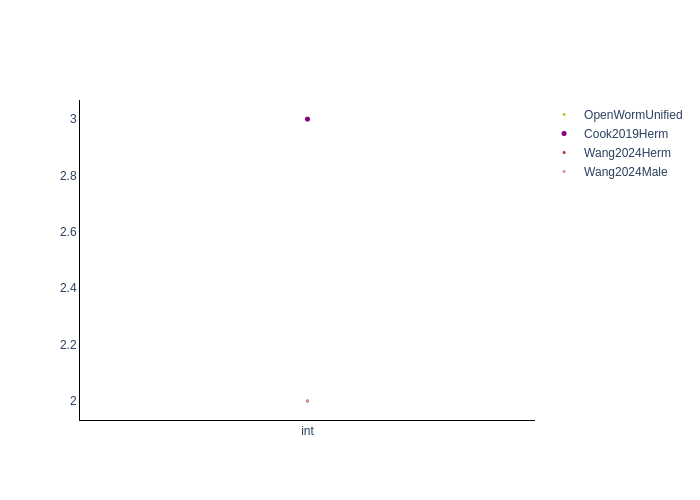 3
2.8
2.6
2.4
2.2
2
int
OpenWormUnified
Cook2019Herm
Wang2024Herm
Wang2024Male